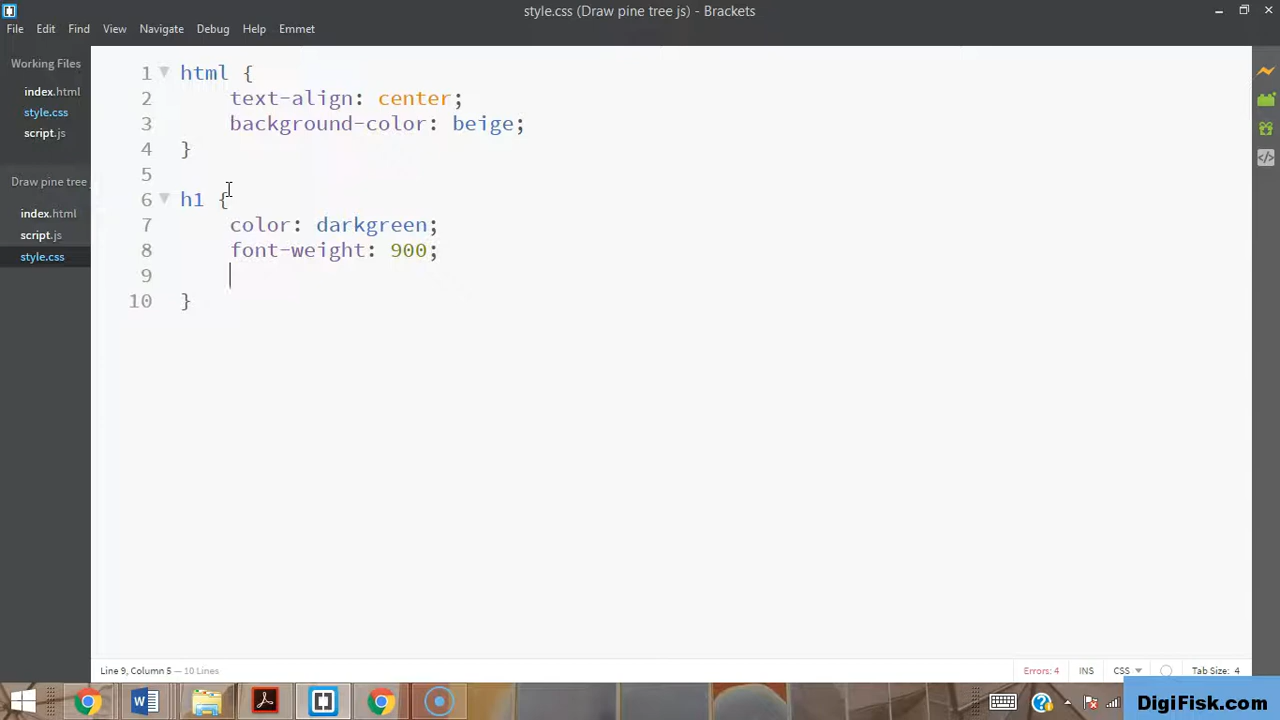 style.css (Draw pine tree js) - Brackets
File Edit Find View Navigate Debug Help Emmet
Working Files
index.html
style.css
script.js
Draw pine tree
index.html
script.js
style.css
1 html {
2 text-align: center;
3 background-color: beige;
4 }
5
6 h1 {
7 color: darkgreen;
8 font-weight: 900;
9
10 }
Line 9, Column 5 — 10 Lines
Errors: 4 INS CSS Tab Size: 4
DigiFisk.com